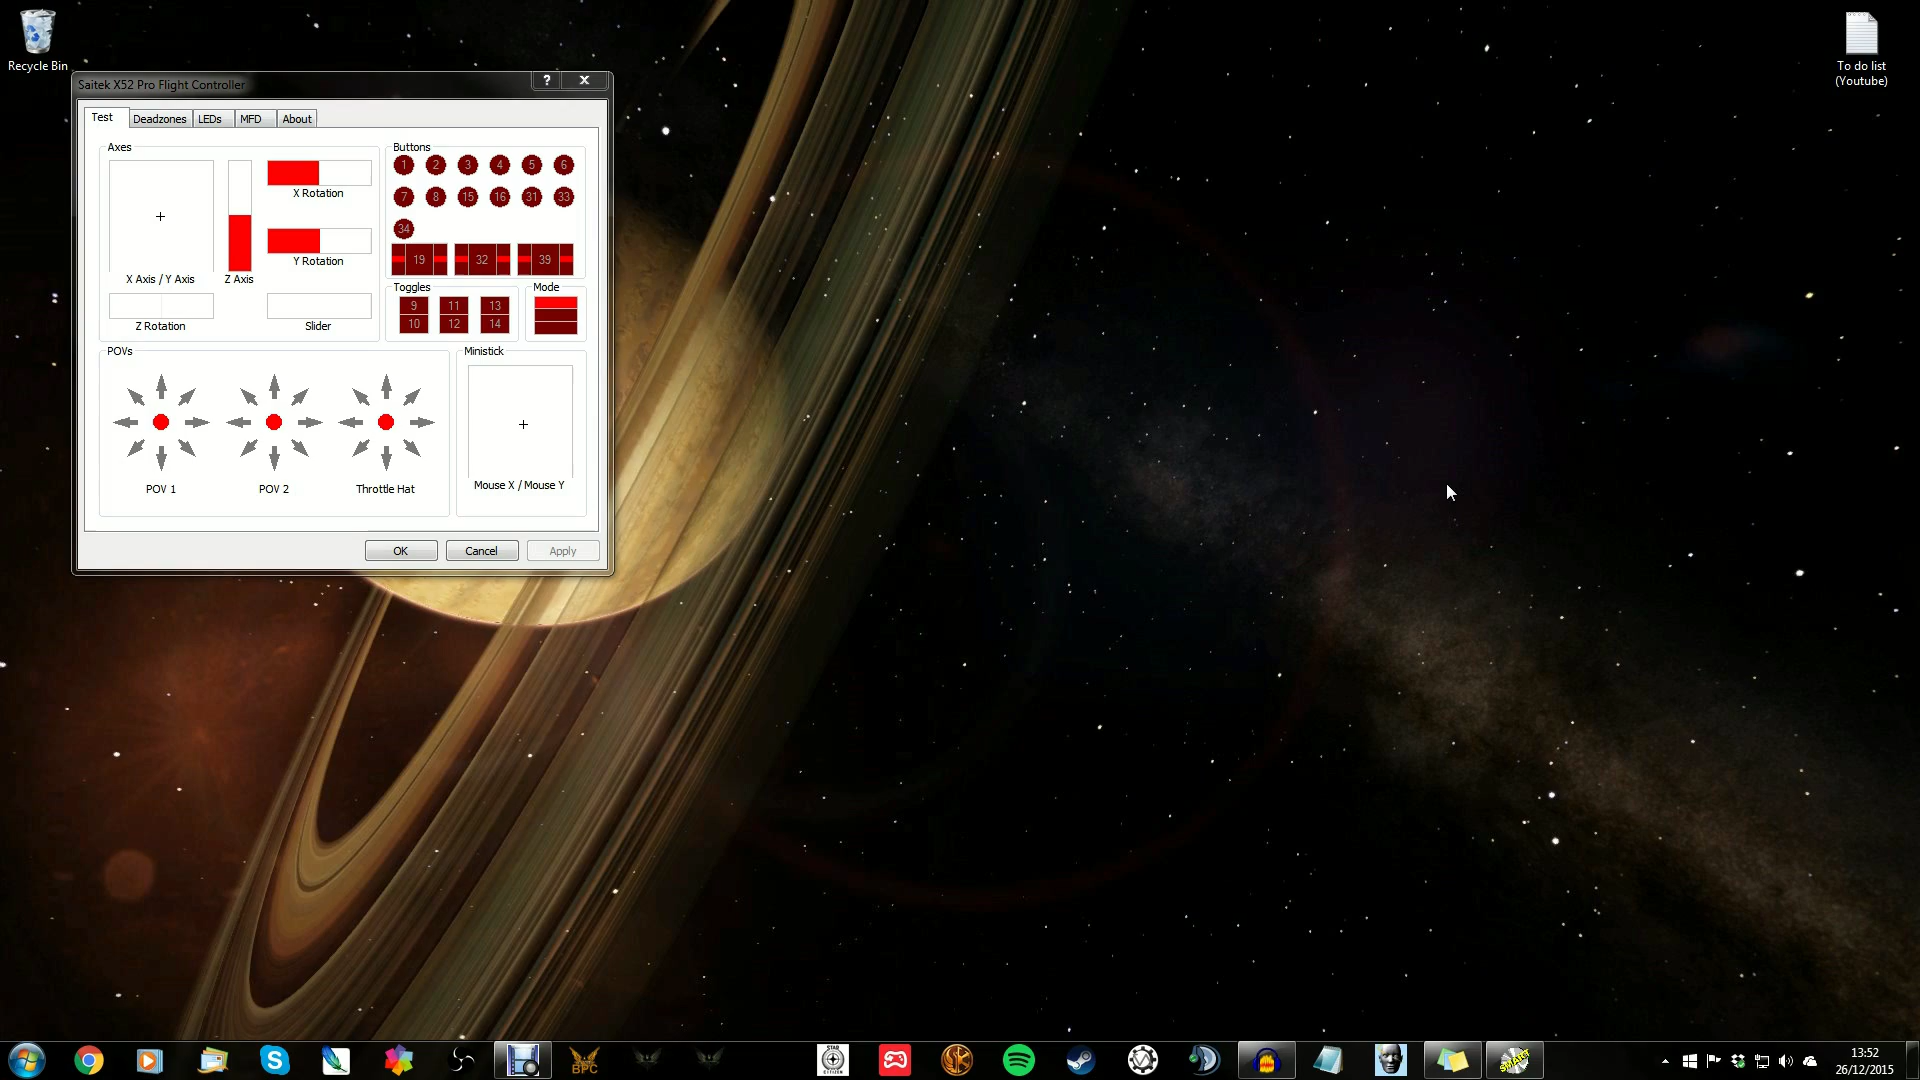 Recycle Bin
To do list
(Youtube)
Saitek X52 Pro Flight Controller
?
Test
Deadzones
LEDs
MFD
About
Axes
X Axis / Y Axis
Z Axis
X Rotation
Y Rotation
Z Rotation
Slider
Buttons
1 2 3 4 5 6
7 8 15 16 31 33
34
19 32 39
Toggles
9 11 13
10 12 14
Mode
POVs
POV 1
POV 2
Throttle Hat
Ministick
Mouse X / Mouse Y
OK
Cancel
Apply
BPC
STAR
CITIZEN
SMART
13:52
26/12/2015